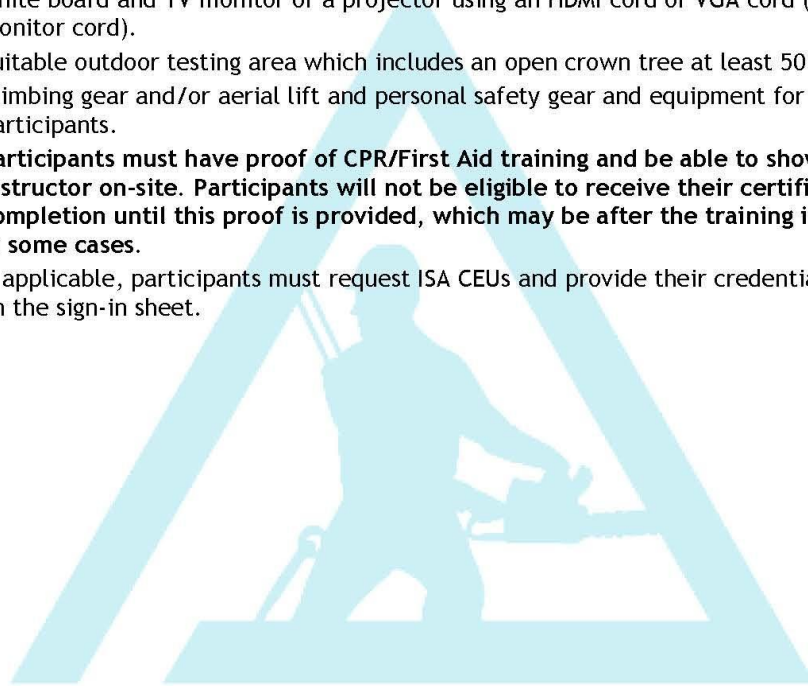 nite board and TV monitor or a projector using an HDMI cord or VGA cord (
onitor cord).
uitable outdoor testing area which includes an open crown tree at least 50
limbing gear and/or aerial lift and personal safety gear and equipment for
articipants.
articipants must have proof of CPR/First Aid training and be able to sho
structor on-site. Participants will not be eligible to receive their certifi
ompletion until this proof is provided, which may be after the training i
some cases.
applicable, participants must request ISA CEUs and provide their credentia
n the sign-in sheet.